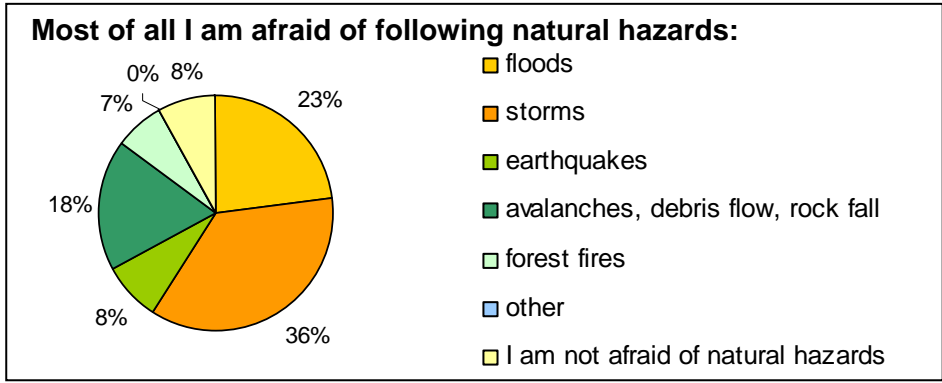 Most of all I am afraid of following natural hazards:
0% 8%
7%
23%
18%
8%
36%
floods
storms
earthquakes
avalanches, debris flow, rock fall
forest fires
other
I am not afraid of natural hazards